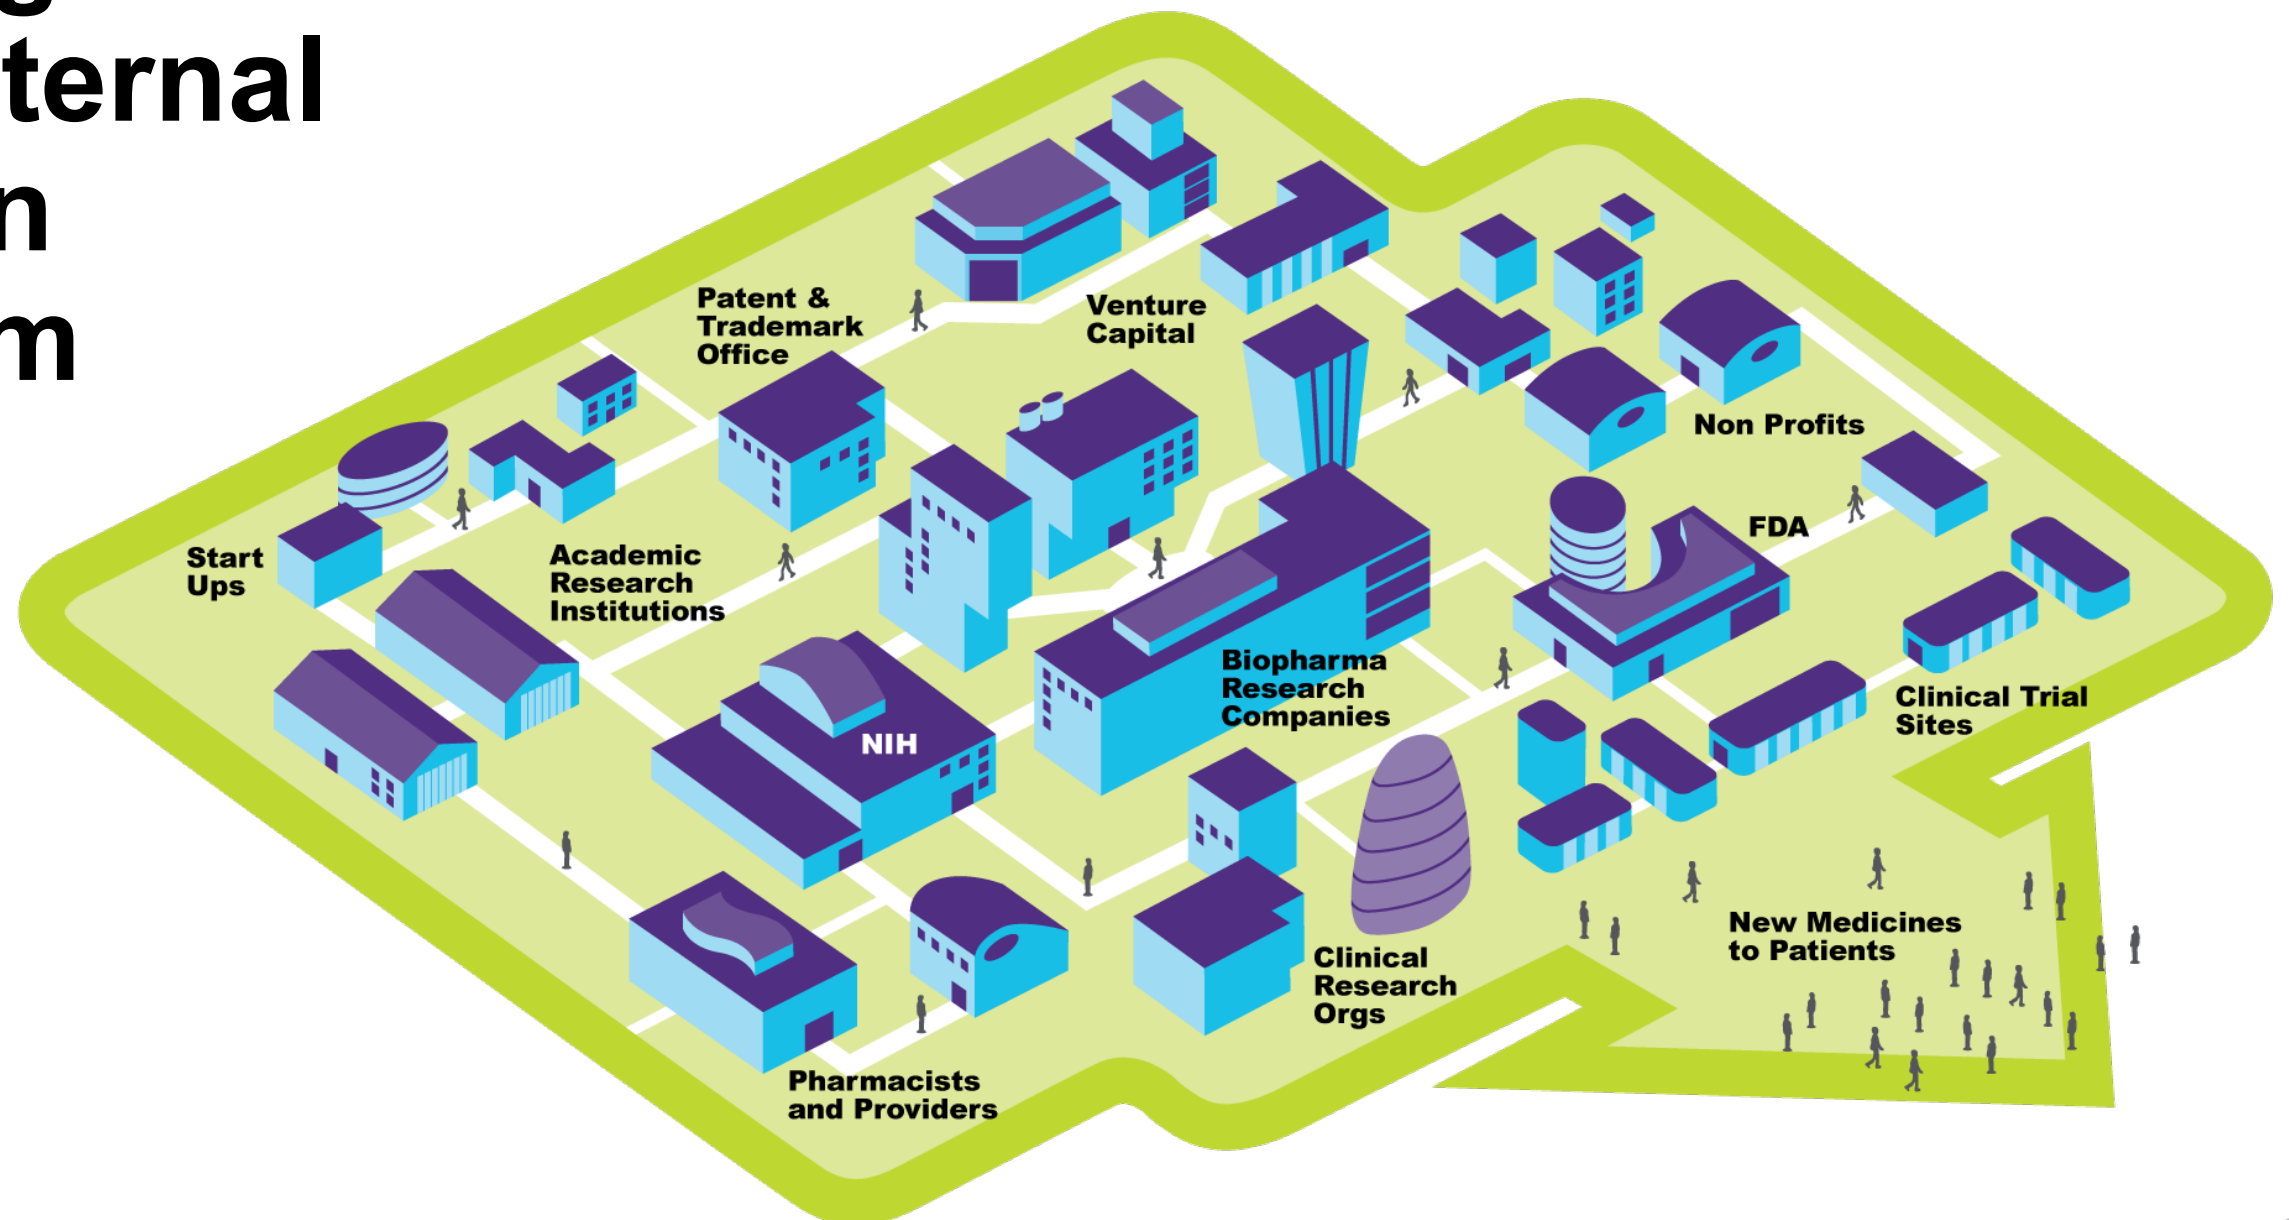 g
ternal
n
m
Patent &
Trademark
Office
Venture
Capital
Non Profits
Start
Ups
Academic
Research
Institutions
FDA
Biopharma
Research
Companies
NIH
Clinical Trial
Sites
New Medicines
to Patients
Clinical
Research
Orgs
Pharmacists
and Providers